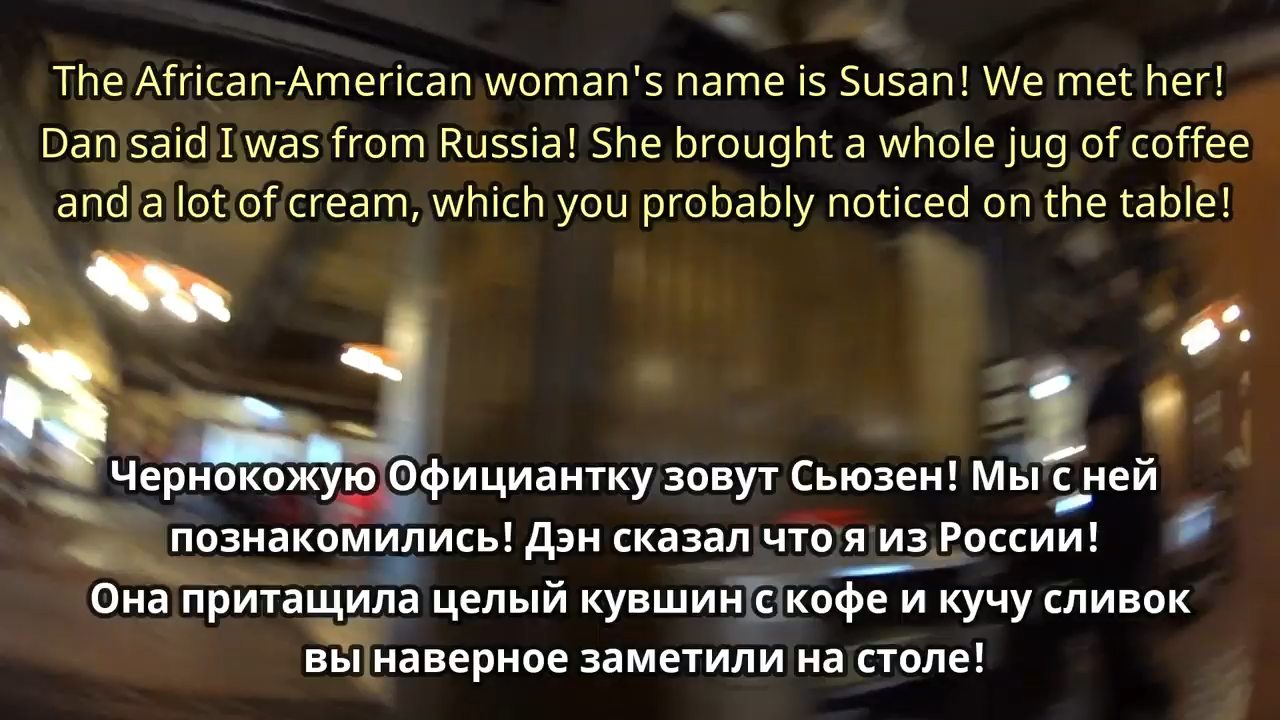 The African-American woman's name is Susan! We met her!
Dan said I was from Russia! She brought a whole jug of coffee
and a lot of cream, which you probably noticed on the table!
Чернокожую Официантку зовут Сьюзен! Мы с ней
познакомились! Дэн сказал что я из России!
Она притащила целый кувшин с кофе и кучу сливок
вы наверное заметили на столе!